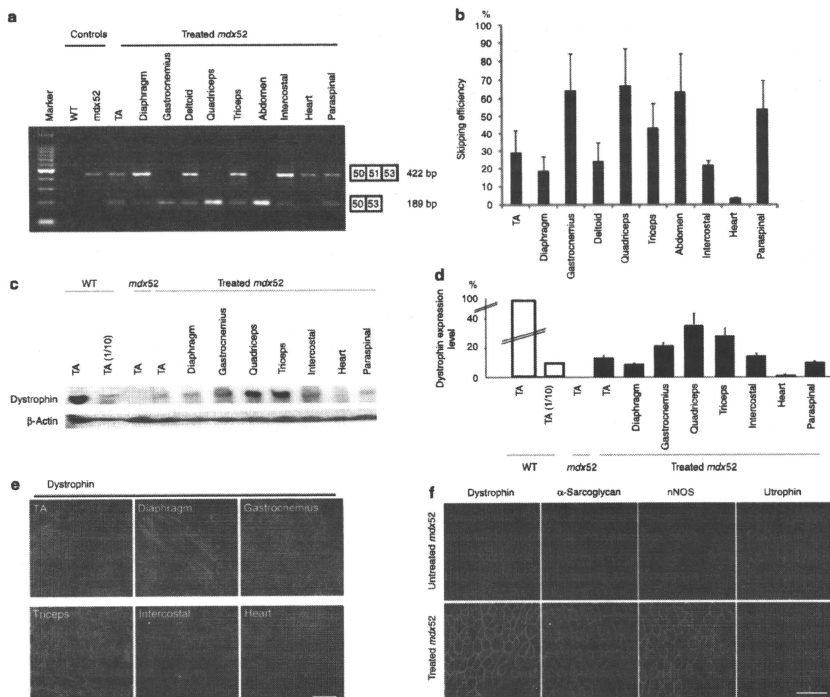 a
Controls
Treated mdx52
Marker
WT
mdx52
TA
Diaphragm
Gastrocnemius
Deltoid
Quadriceps
Triceps
Abdomen
Intercostal
Heart
Paraspinal
50 51 53 422 bp
50 53 189 bp
b
%
Skipping efficiency
100
90
80
70
60
50
40
30
20
10
0
TA
Diaphragm
Gastrocnemius
Deltoid
Quadriceps
Triceps
Abdomen
Intercostal
Heart
Paraspinal
c
WT
mdx52
Treated mdx52
TA
TA (1/10)
TA
TA
Diaphragm
Gastrocnemius
Quadriceps
Triceps
Intercostal
Heart
Paraspinal
Dystrophin
β-Actin
d
%
Dystrophin expression
level
100
40
20
0
TA
TA (1/10)
TA
TA
Diaphragm
Gastrocnemius
Quadriceps
Triceps
Intercostal
Heart
Paraspinal
WT
mdx52
Treated mdx52
e
Dystrophin
TA
Diaphragm
Gastrocnemius
Triceps
Intercostal
Heart
f
Dystrophin
α-Sarcoglycan
nNOS
Utrophin
Untreated mdx52
Treated mdx52